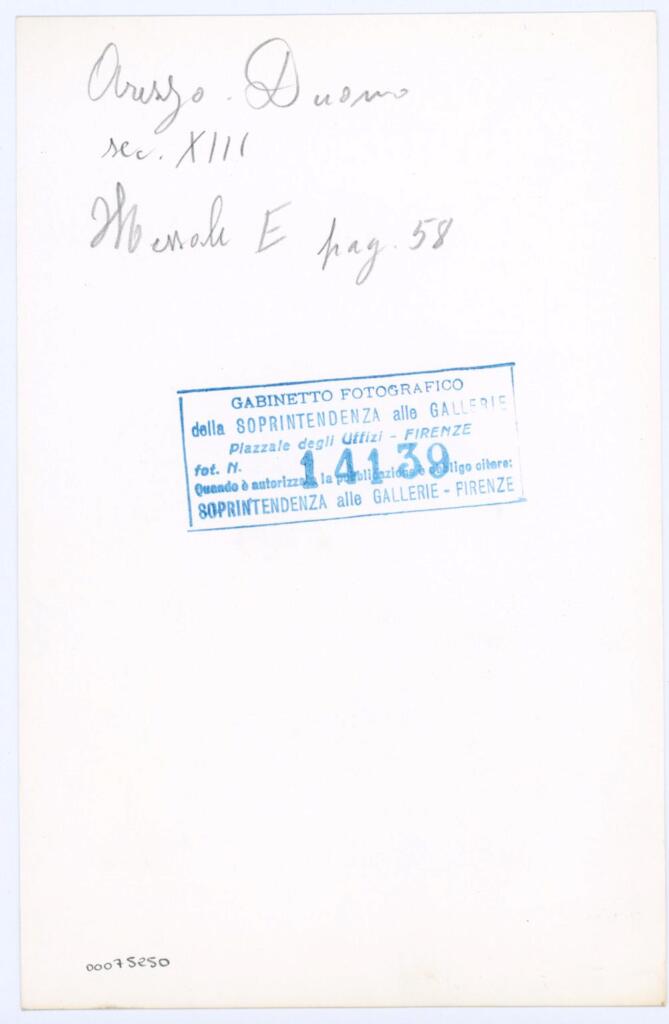 Arezzo - Duomo
sec. XIII
Messale E pag. 58
GABINETTO FOTOGRAFICO
della SOPRINTENDENZA alle GALLERIE
Piazzale degli Uffizi - FIRENZE
fot. N. 14139
Quando è autorizzata la pubblicazione è obbligo citare:
SOPRINTENDENZA alle GALLERIE - FIRENZE
00075250